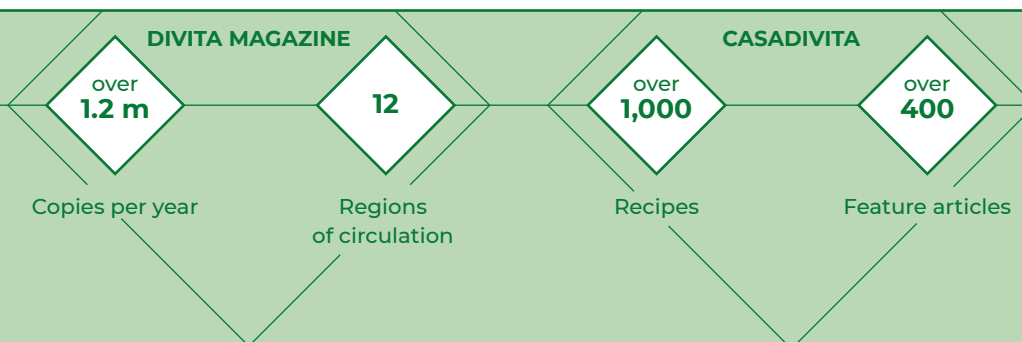 DIVITA MAGAZINE
over
1.2 m
Copies per year
12
Regions
of circulation
CASADIVITA
over
1,000
Recipes
over
400
Feature articles